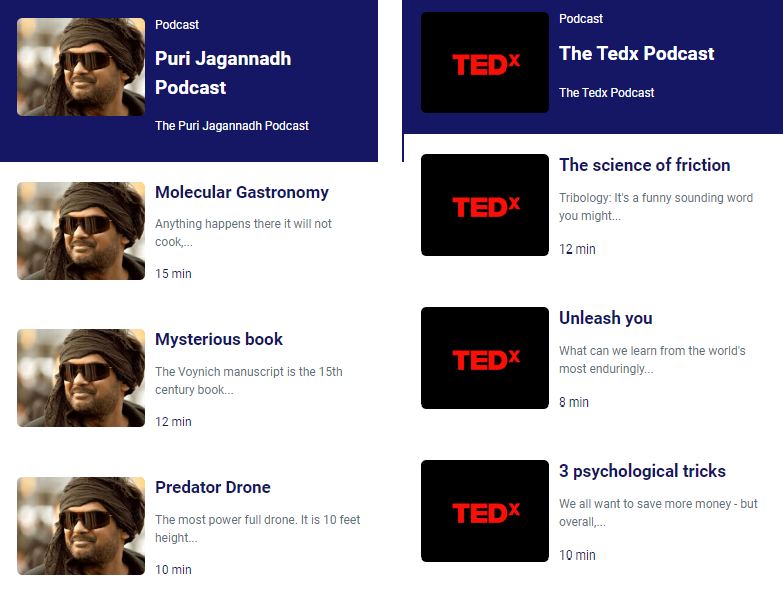 Podcast
Puri Jagannadh
Podcast
The Puri Jagannadh Podcast
Molecular Gastronomy
Anything happens there it will not
cook,...
15 min
Mysterious book
The Voynich manuscript is the 15th
century book...
12 min
Predator Drone
The most power full drone. It is 10 feet
height...
10 min
TEDx
Podcast
The Tedx Podcast
The Tedx Podcast
TEDx
The science of friction
Tribology: It's a funny sounding word
you might...
12 min
TEDx
Unleash you
What can we learn from the world's
most enduringly...
8 min
TEDx
3 psychological tricks
We all want to save more money - but
overall,...
10 min